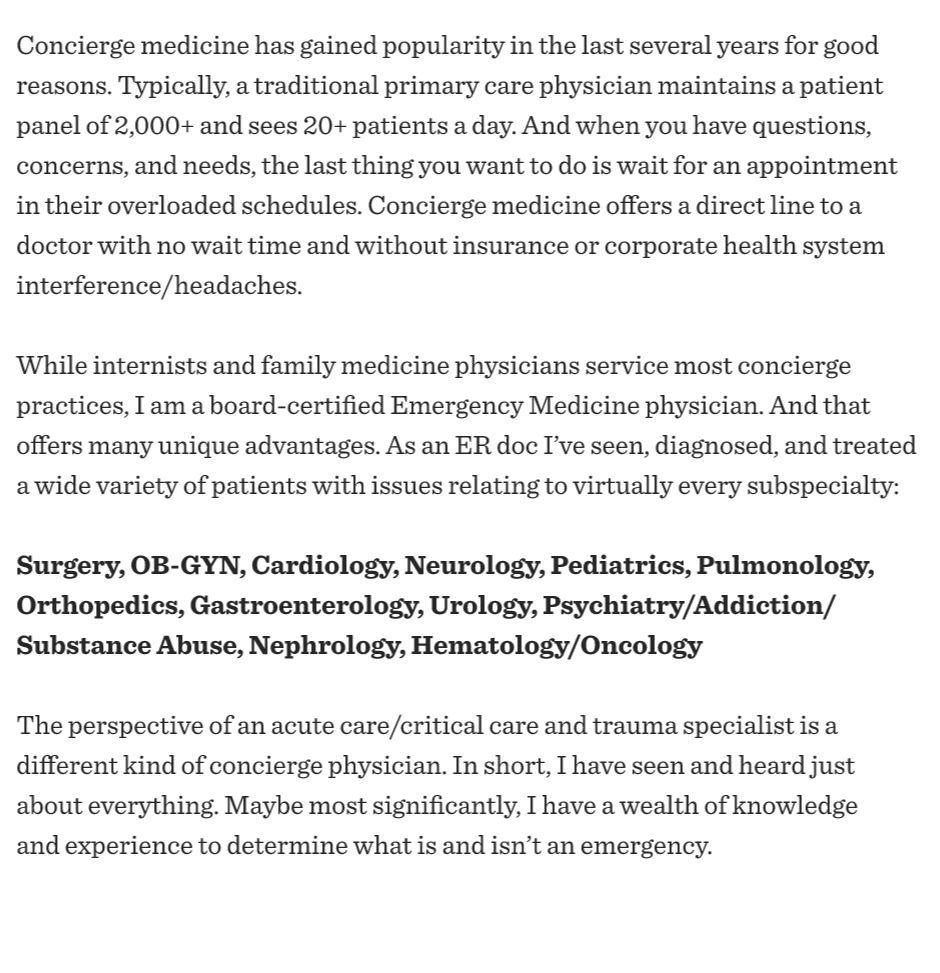 Concierge medicine has gained popularity in the last several years for good
reasons. Typically, a traditional primary care physician maintains a patient
panel of 2,000+ and sees 20+ patients a day. And when you have questions,
concerns, and needs, the last thing you want to do is wait for an appointment
in their overloaded schedules. Concierge medicine offers a direct line to a
doctor with no wait time and without insurance or corporate health system
interference/headaches.
While internists and family medicine physicians service most concierge
practices, I am a board-certified Emergency Medicine physician. And that
offers many unique advantages. As an ER doc I’ve seen, diagnosed, and treated
a wide variety of patients with issues relating to virtually every subspecialty:
Surgery, OB-GYN, Cardiology, Neurology, Pediatrics, Pulmonology,
Orthopedics, Gastroenterology, Urology, Psychiatry/Addiction/
Substance Abuse, Nephrology, Hematology/Oncology
The perspective of an acute care/critical care and trauma specialist is a
different kind of concierge physician. In short, I have seen and heard just
about everything. Maybe most significantly, I have a wealth of knowledge
and experience to determine what is and isn’t an emergency.